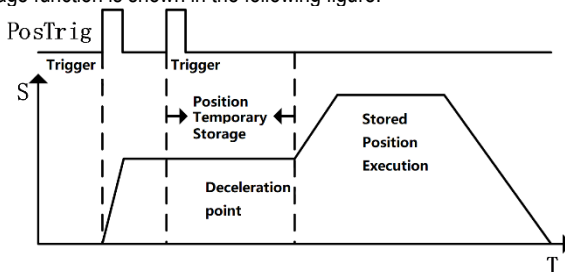 age function is shown in the following figure.
PosTrig
Trigger
Trigger
S
Position
Temporary
Storage
Stored
Position
Execution
Deceleration
point
T